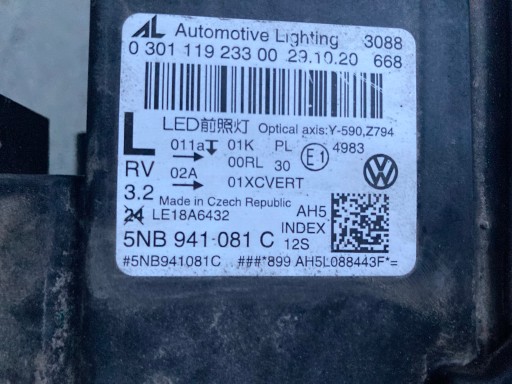 AL Automotive Lighting 3088
0 301 119 233 00 29.10.20 668
LED前照灯 Optical axis:Y-590,Z794
L 011a 01K PL E1 4983
00RL 30
RV 02A 01XCVERT
3.2 Made in Czech Republic
LE18A6432 AH5
INDEX
5NB 941 081 C 12S
#5NB941081C ###*899 AH5L088443F*=